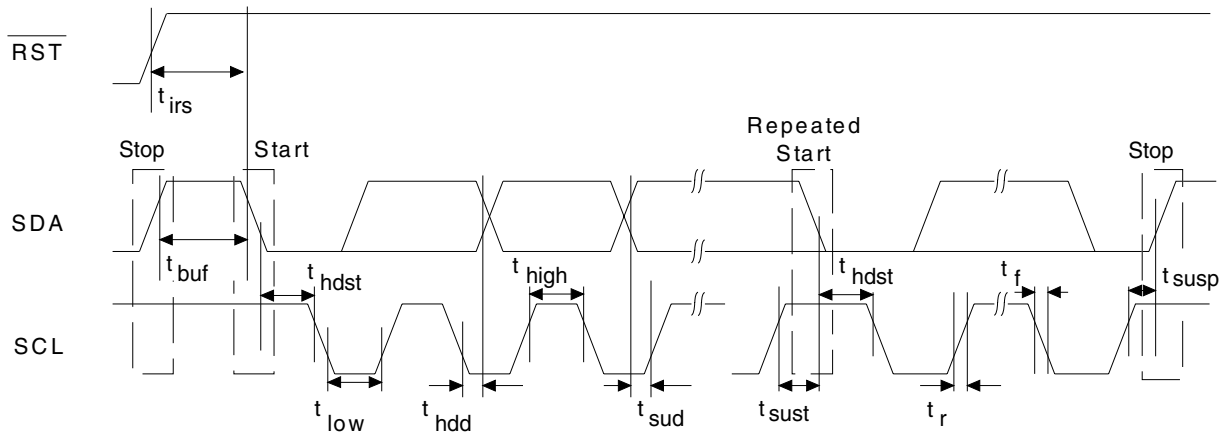 RST
t irs
Repeated
Stop Start Start Stop
SDA
t buf t hdst t high t hdst t f t susp
SCL
t low t hdd t sud t sust t r